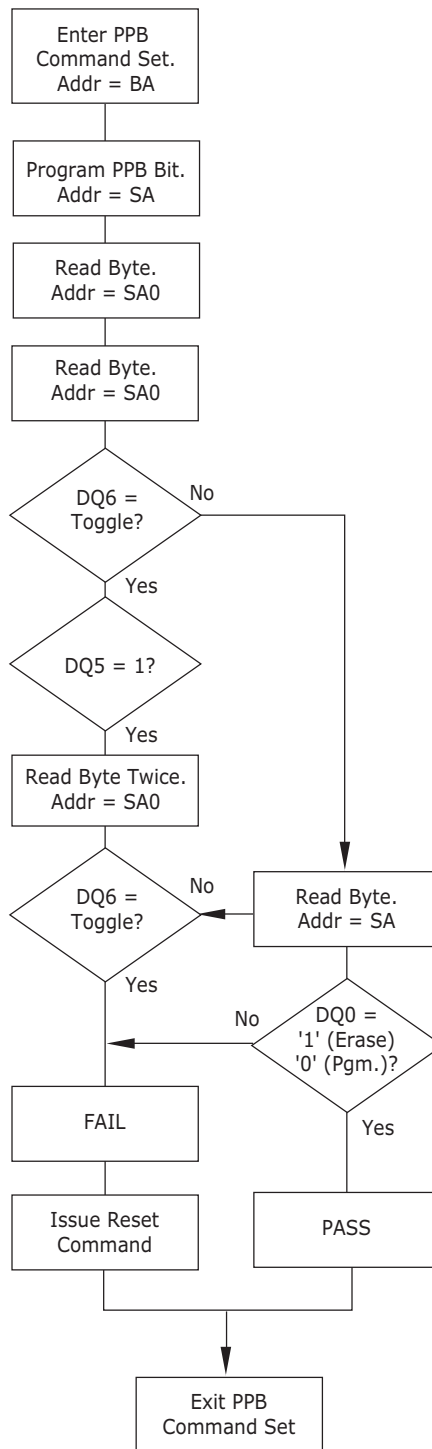 Enter PPB
Command Set.
Addr = BA
Program PPB Bit.
Addr = SA
Read Byte.
Addr = SA0
Read Byte.
Addr = SA0
DQ6 =
Toggle?
No
Yes
DQ5 = 1?
Yes
Read Byte Twice.
Addr = SA0
DQ6 =
Toggle?
No
Read Byte.
Addr = SA
Yes
No
DQ0 =
'1' (Erase)
'0' (Pgm.)?
Yes
FAIL
Issue Reset
Command
PASS
Exit PPB
Command Set